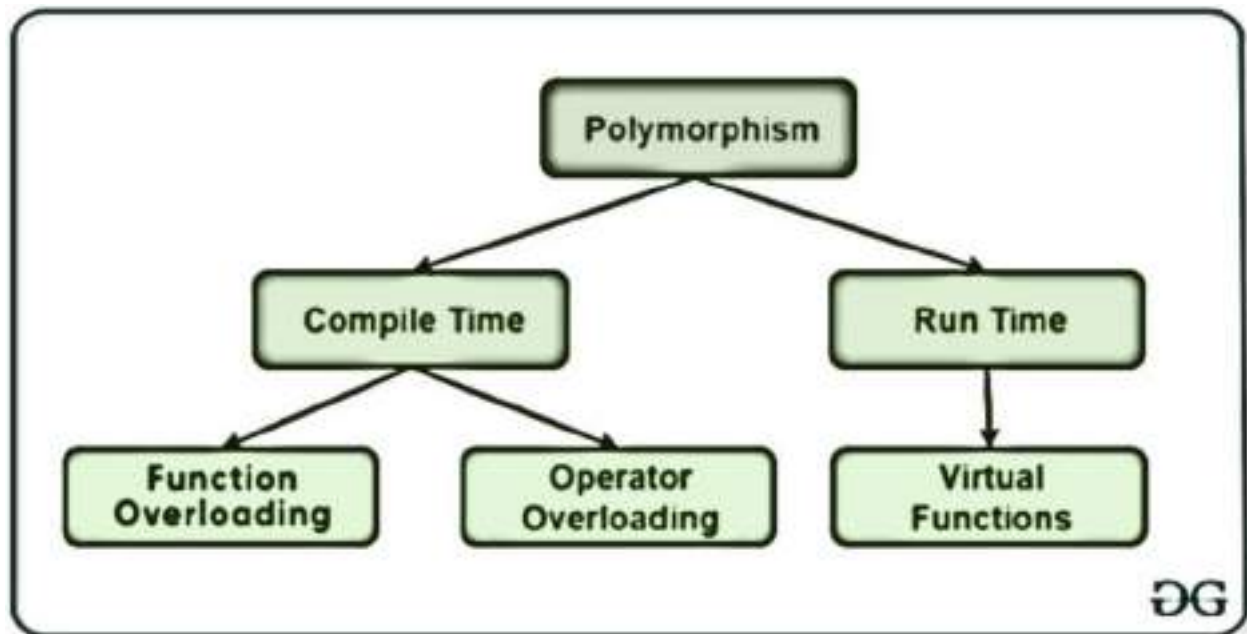 Polymorphism
Compile Time
Run Time
Function
Overloading
Operator
Overloading
Virtual
Functions
GG